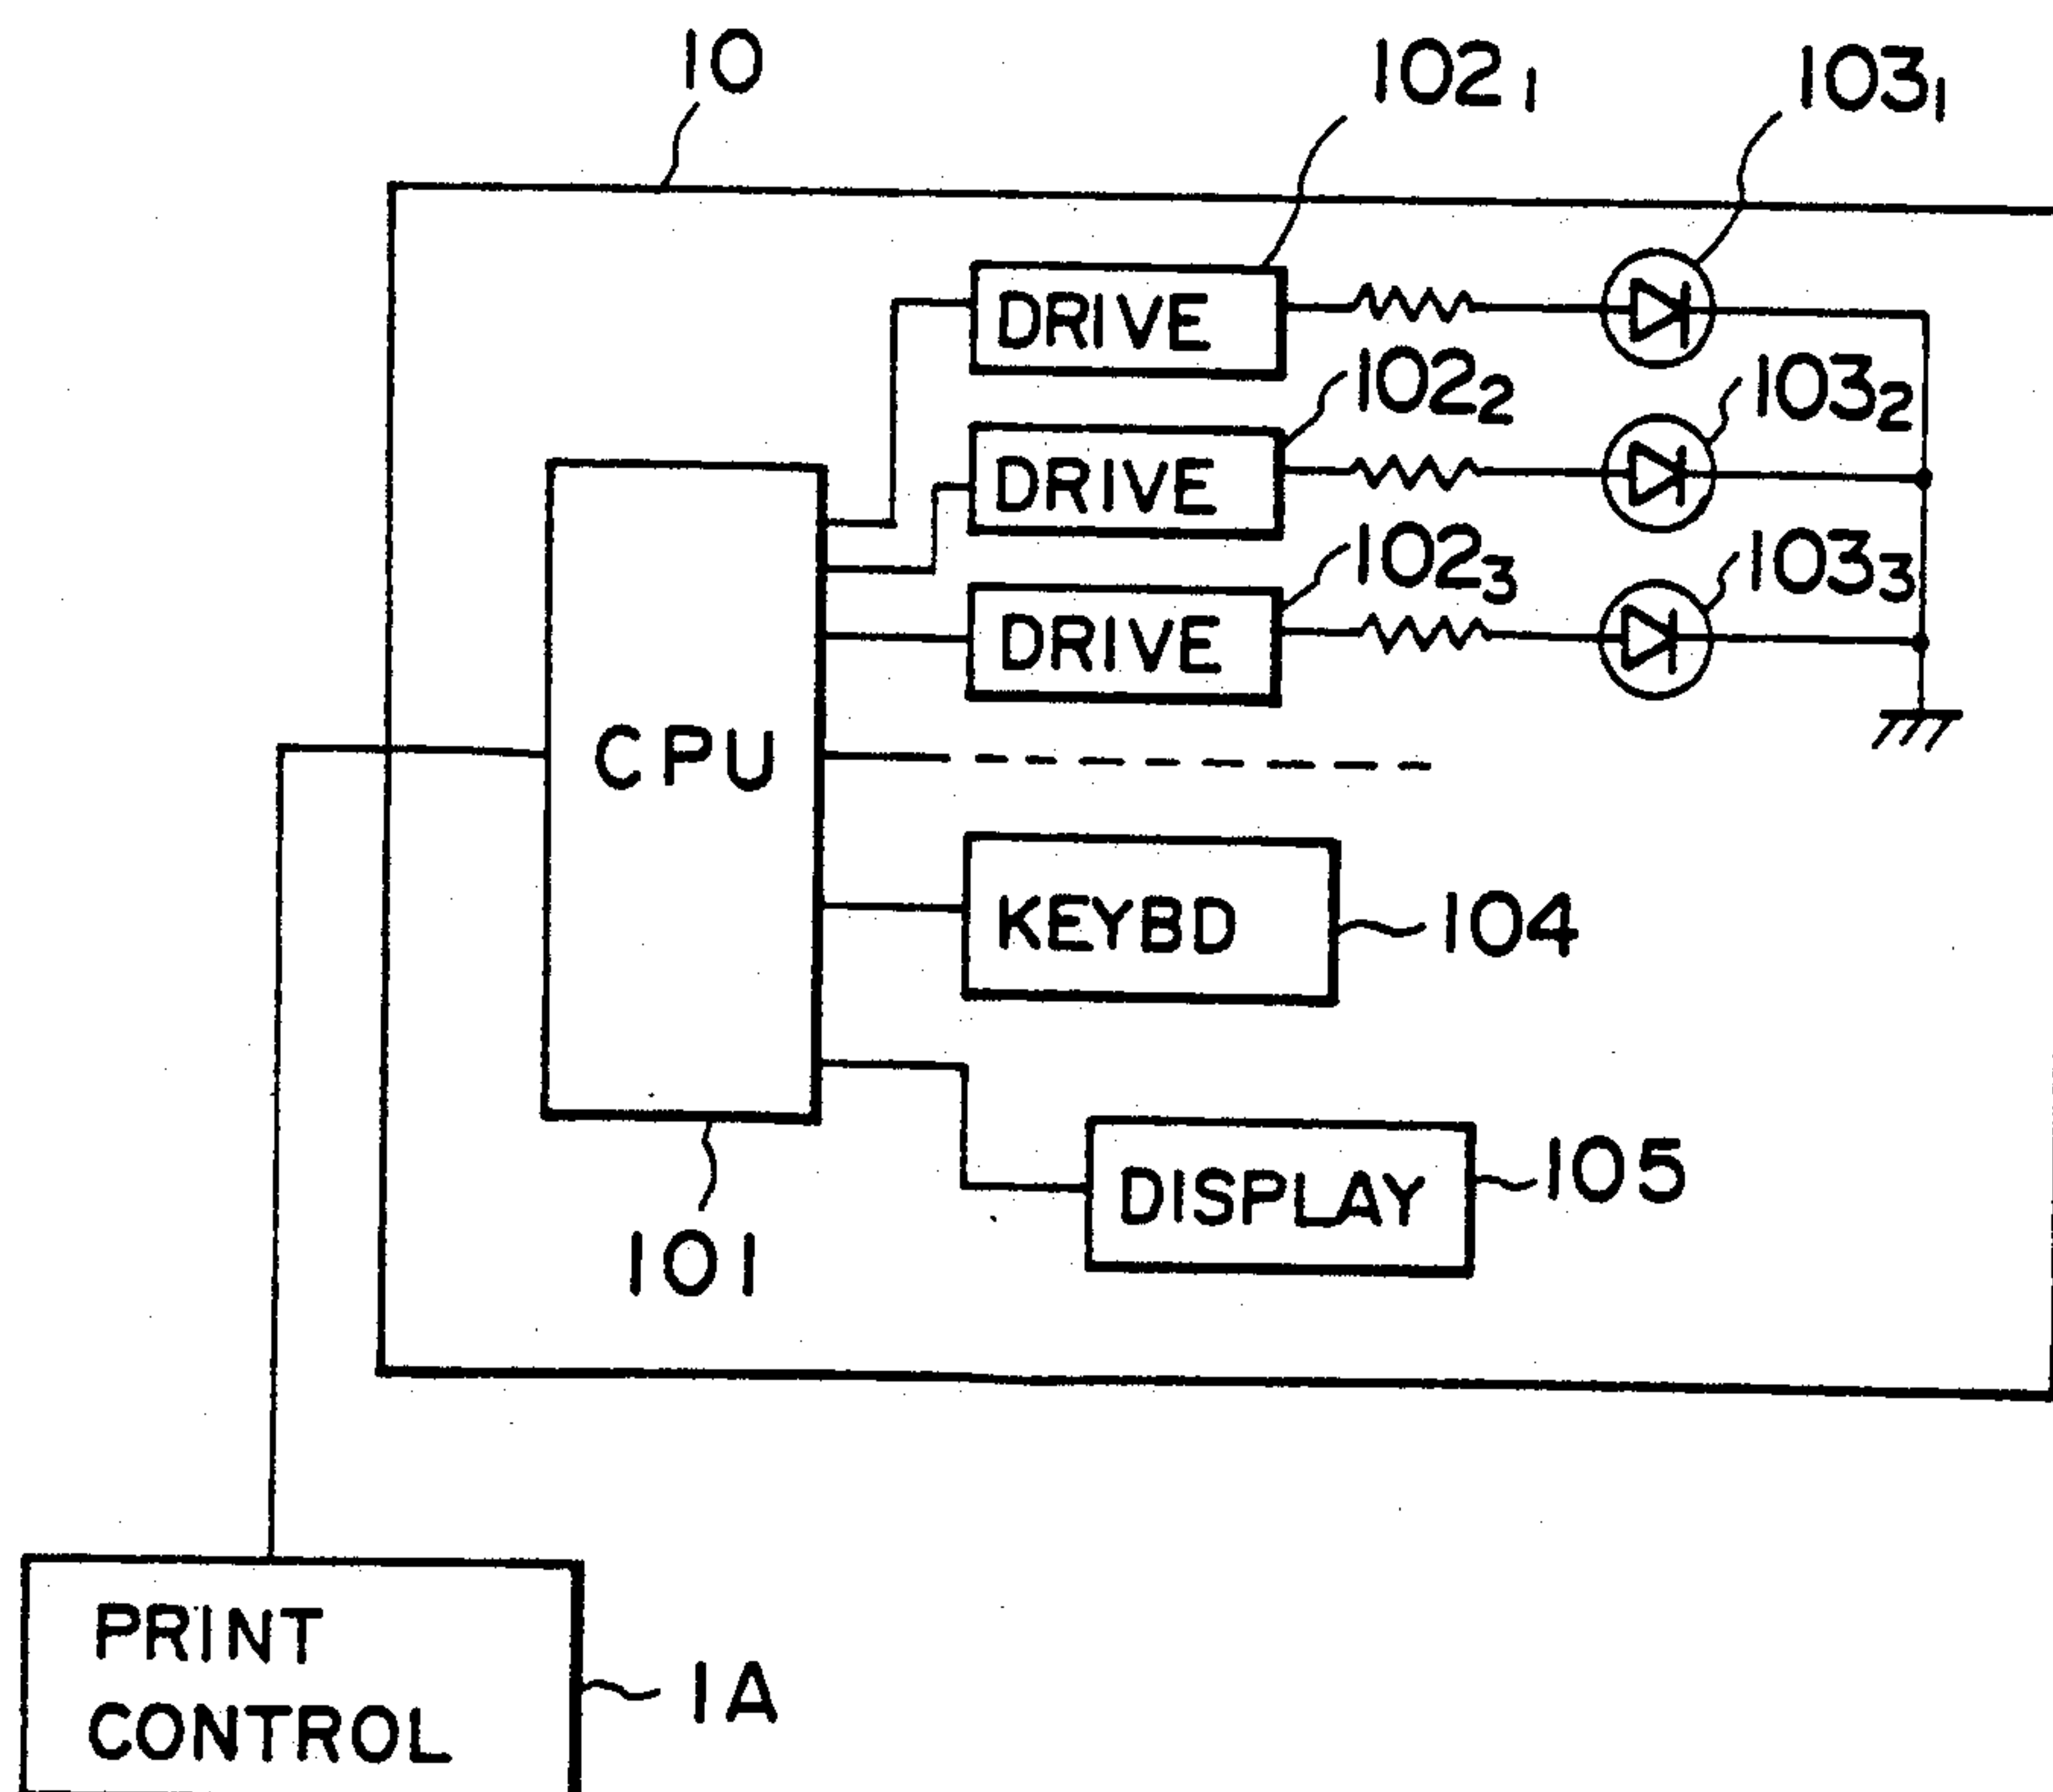 10
102₁
103₁
DRIVE
102₂
103₂
DRIVE
102₃
103₃
DRIVE
CPU
KEYBD
104
DISPLAY
105
101
PRINT
CONTROL
1A